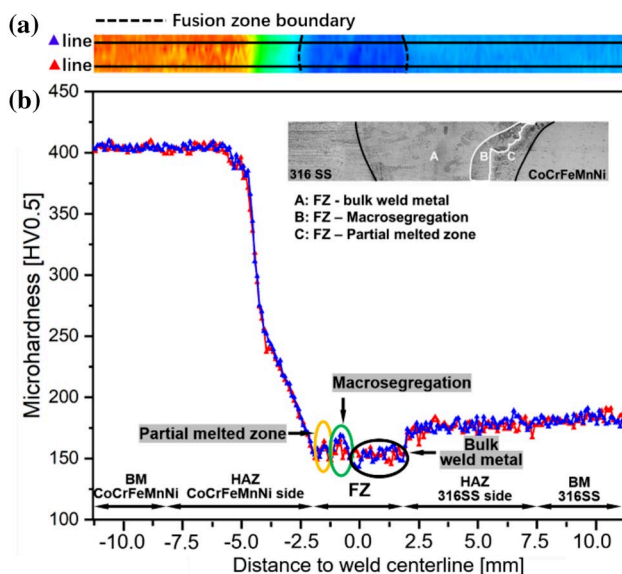 (a) Fusion zone boundary
▲line
▲line
(b)
450
400
350
300
250
200
150
100
Microhardness [HV0.5]
A
B
C
316 SS
CoCrFeMnNi
A: FZ - bulk weld metal
B: FZ – Macrosegregation
C: FZ – Partial melted zone
Macrosegregation
Partial melted zone
Bulk
weld metal
BM
CoCrFeMnNi
HAZ
CoCrFeMnNi side
FZ
HAZ
316SS side
BM
316SS
-10.0 -7.5 -5.0 -2.5 0.0 2.5 5.0 7.5 10.0
Distance to weld centerline [mm]